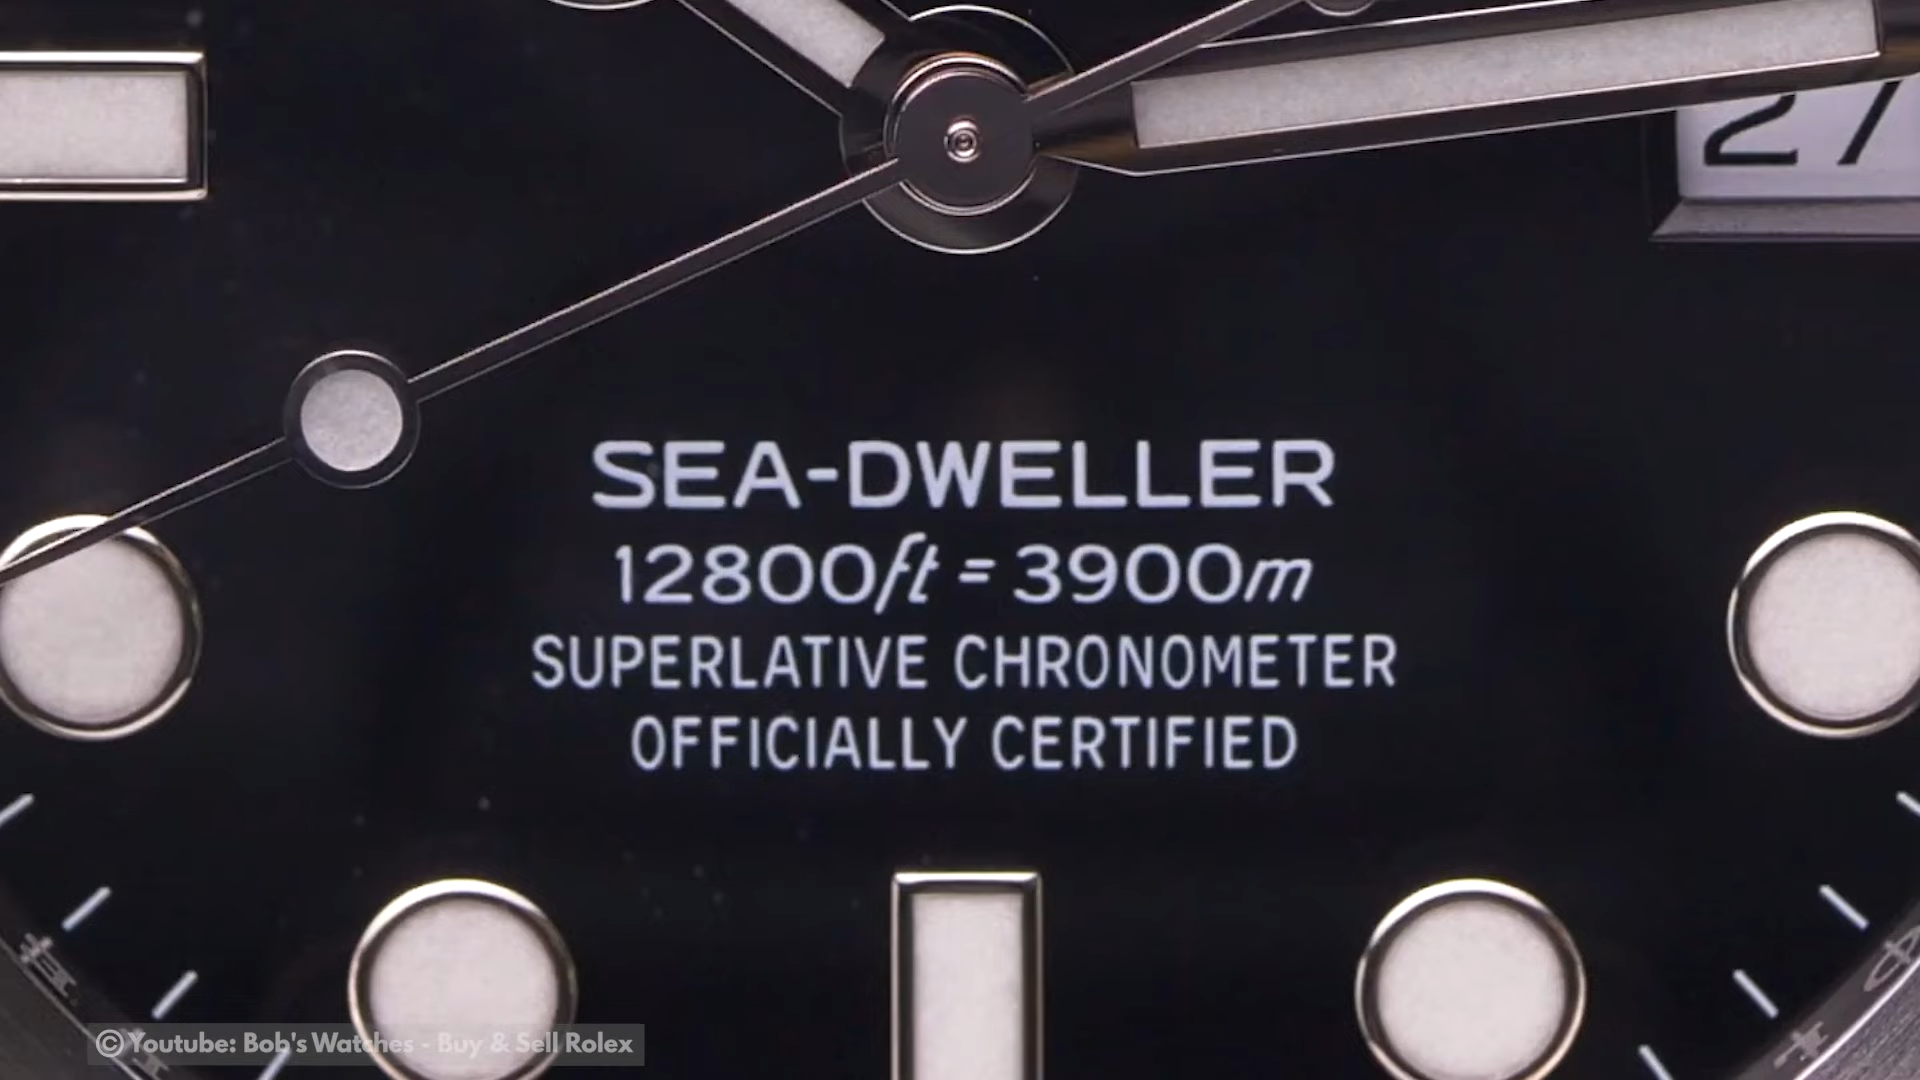 27
SEA-DWELLER
12800ft = 3900m
SUPERLATIVE CHRONOMETER
OFFICIALLY CERTIFIED
©Youtube: Bob's Watches - Buy & Sell Rolex